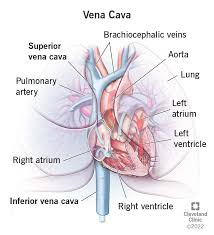 Vena Cava
Brachiocephalic veins
Superior
vena cava
Aorta
Lung
Pulmonary
artery
Left
atrium
Left
ventricle
Right atrium
Inferior vena cava
Right ventricle
Cleveland
Clinic
©2022